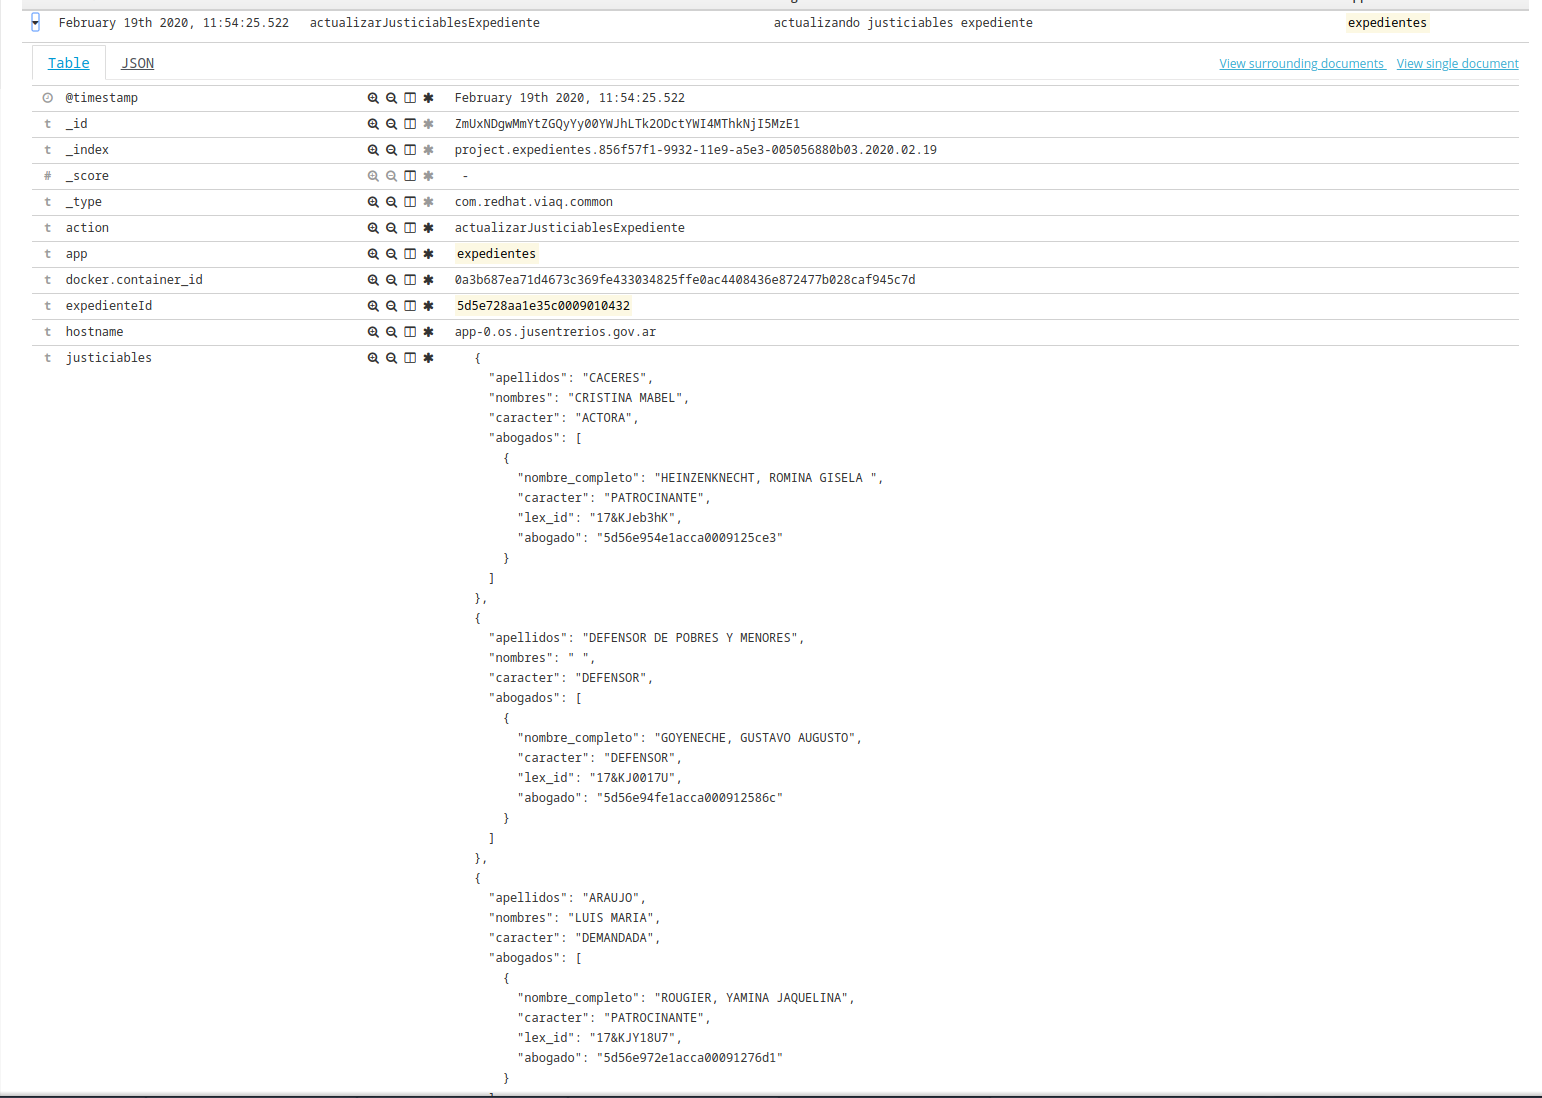 February 19th 2020, 11:54:25.522 actualizarJusticiablesExpediente actualizando justiciables expediente expedientes
Table JSON View surrounding documents View single document
@timestamp February 19th 2020, 11:54:25.522
t _id ZmUxNDgwMmYtZGQyYy00YWJhLTk2ODctYWI4MThkNjI5MzE1
t _index project.expedientes.856f57f1-9932-11e9-a5e3-005056880b03.2020.02.19
# _score -
t _type com.redhat.viaq.common
t action actualizarJusticiablesExpediente
t app expedientes
t docker.container_id 0a3b687ea71d4673c369fe433034825ffe0ac4408436e872477b028caf945c7d
t expedienteId 5d5e728aa1e35c0009010432
t hostname app-0.os.jusentrerios.gov.ar
t justiciables {
"apellidos": "CACERES",
"nombres": "CRISTINA MABEL",
"caracter": "ACTORA",
"abogados": [
{
"nombre_completo": "HEINZENKNECHT, ROMINA GISELA ",
"caracter": "PATROCINANTE",
"lex_id": "17&KJeb3hK",
"abogado": "5d56e954e1acca0009125ce3"
}
]
},
{
"apellidos": "DEFENSOR DE POBRES Y MENORES",
"nombres": " ",
"caracter": "DEFENSOR",
"abogados": [
{
"nombre_completo": "GOYENECHE, GUSTAVO AUGUSTO",
"caracter": "DEFENSOR",
"lex_id": "17&KJ0017U",
"abogado": "5d56e94fe1acca000912586c"
}
]
},
{
"apellidos": "ARAUJO",
"nombres": "LUIS MARIA",
"caracter": "DEMANDADA",
"abogados": [
{
"nombre_completo": "ROUGIER, YAMINA JAQUELINA",
"caracter": "PATROCINANTE",
"lex_id": "17&KJY18U7",
"abogado": "5d56e972e1acca00091276d1"
}